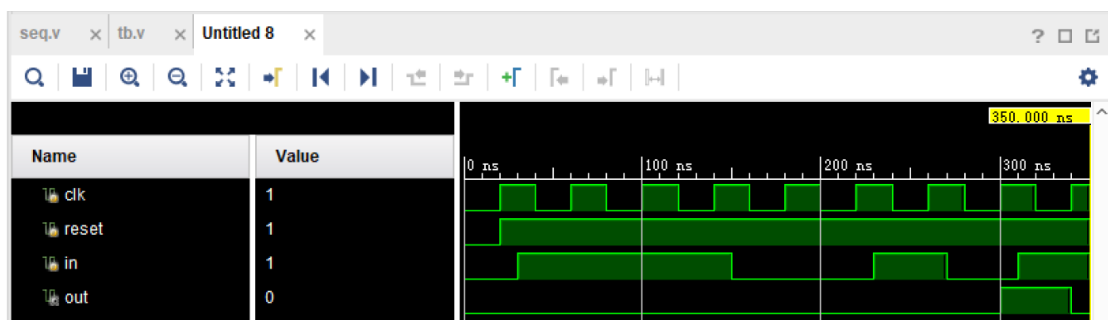 seq.v × tb.v × Untitled 8 ×
350.000 ns
Name Value
0 ns 100 ns 200 ns 300 ns
clk 1
reset 1
in 1
out 0